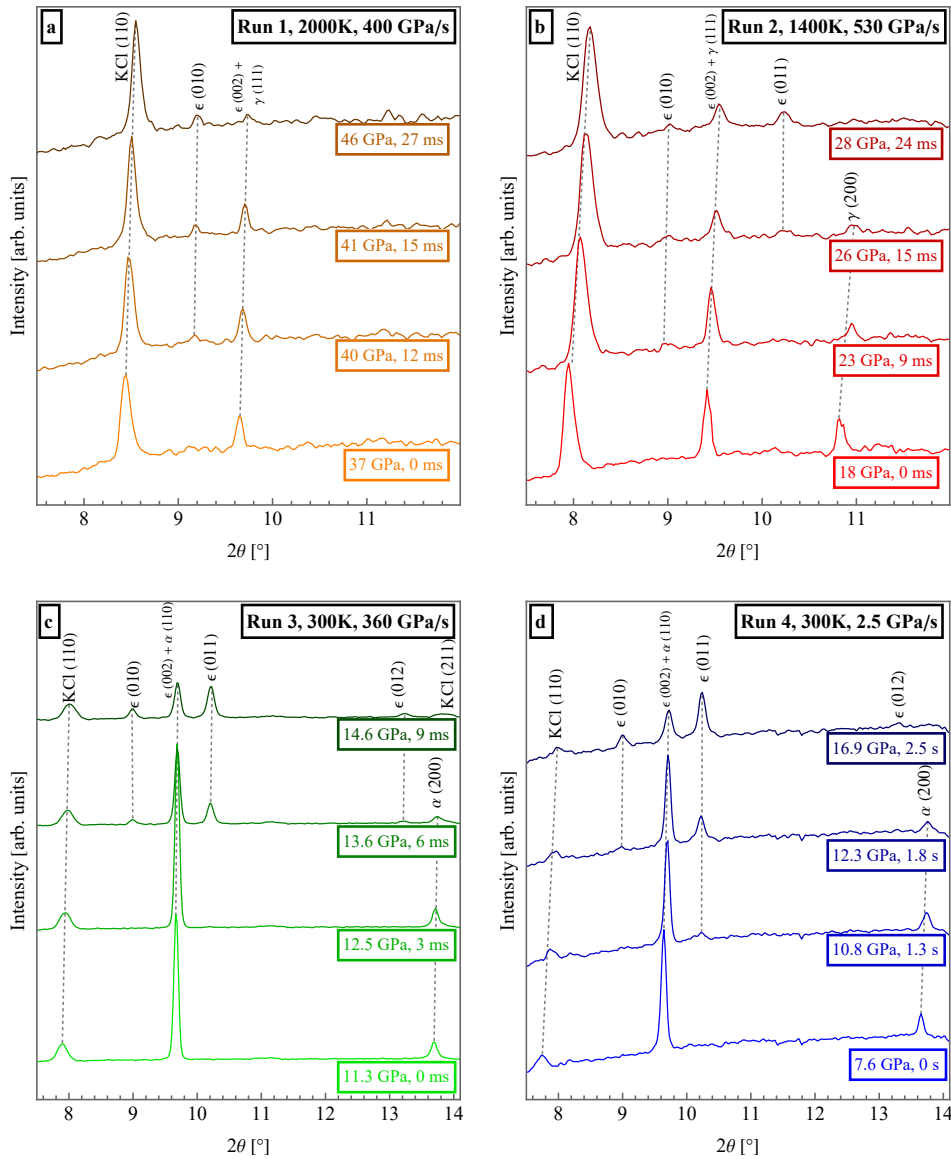 a
Run 1, 2000K, 400 GPa/s
KCl (110)
ϵ (010)
ϵ (002) +
γ (111)
46 GPa, 27 ms
41 GPa, 15 ms
40 GPa, 12 ms
37 GPa, 0 ms
Intensity [arb. units]
8 9 10 11
2θ [°]
b
Run 2, 1400K, 530 GPa/s
KCl (110)
ϵ (010)
ϵ (002) + γ (111)
ϵ (011)
28 GPa, 24 ms
γ (200)
26 GPa, 15 ms
23 GPa, 9 ms
18 GPa, 0 ms
Intensity [arb. units]
8 9 10 11
2θ [°]
c
Run 3, 300K, 360 GPa/s
KCl (110)
ϵ (010)
ϵ (002) + α (110)
ϵ (011)
ϵ (012)
KCl (211)
14.6 GPa, 9 ms
α (200)
13.6 GPa, 6 ms
12.5 GPa, 3 ms
11.3 GPa, 0 ms
Intensity [arb. units]
8 9 10 11 12 13 14
2θ [°]
d
Run 4, 300K, 2.5 GPa/s
KCl (110)
ϵ (010)
ϵ (002) + α (110)
ϵ (011)
ϵ (012)
16.9 GPa, 2.5 s
α (200)
12.3 GPa, 1.8 s
10.8 GPa, 1.3 s
7.6 GPa, 0 s
Intensity [arb. units]
8 9 10 11 12 13 14
2θ [°]